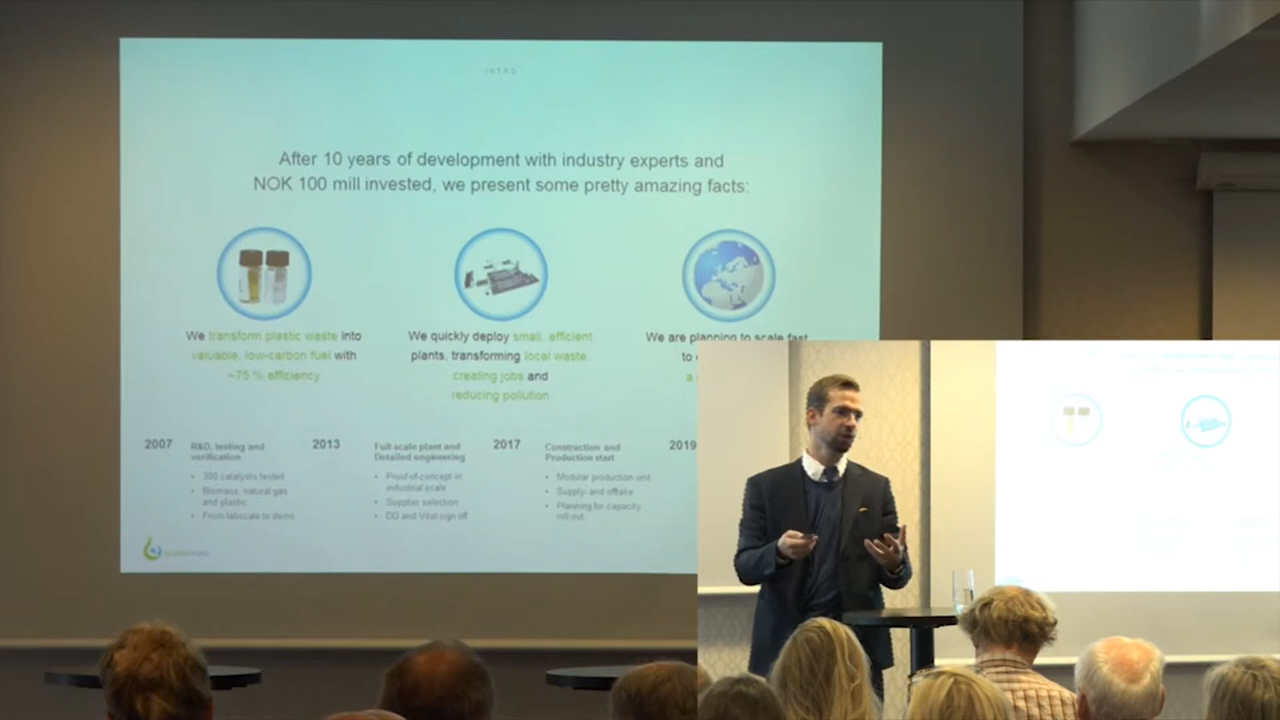 INTRO
After 10 years of development with industry experts and
NOK 100 mill invested, we present some pretty amazing facts:
We transform plastic waste into
valuable, low-carbon fuel with
~75 % efficiency
We quickly deploy small, efficient
plants, transforming local waste,
creating jobs and
reducing pollution
We are planning to scale fast
to
a
2007
R&D, testing and
verification
• 300 catalysts tested
• Biomass, natural gas
and plastic
• From labscale to demo
2013
Full scale plant and
Detailed engineering
• Proof-of-concept in
industrial scale
• Supplier selection
• DD and Vitol sign off
2017
Construction and
Production start
• Modular production unit
• Supply- and offtake
• Planning for capacity
roll-out
2019